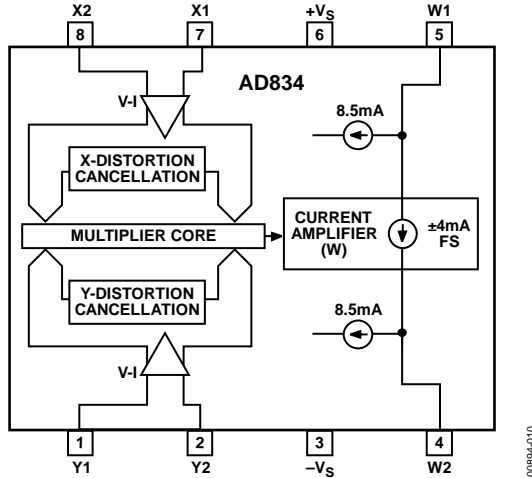 X2 X1 +VS W1
8 7 6 5
AD834
V-I
8.5mA
X-DISTORTION
CANCELLATION
MULTIPLIER CORE
CURRENT
AMPLIFIER
(W)
±4mA
FS
Y-DISTORTION
CANCELLATION
8.5mA
V-I
1 2 3 4
Y1 Y2 –VS W2
00894-010